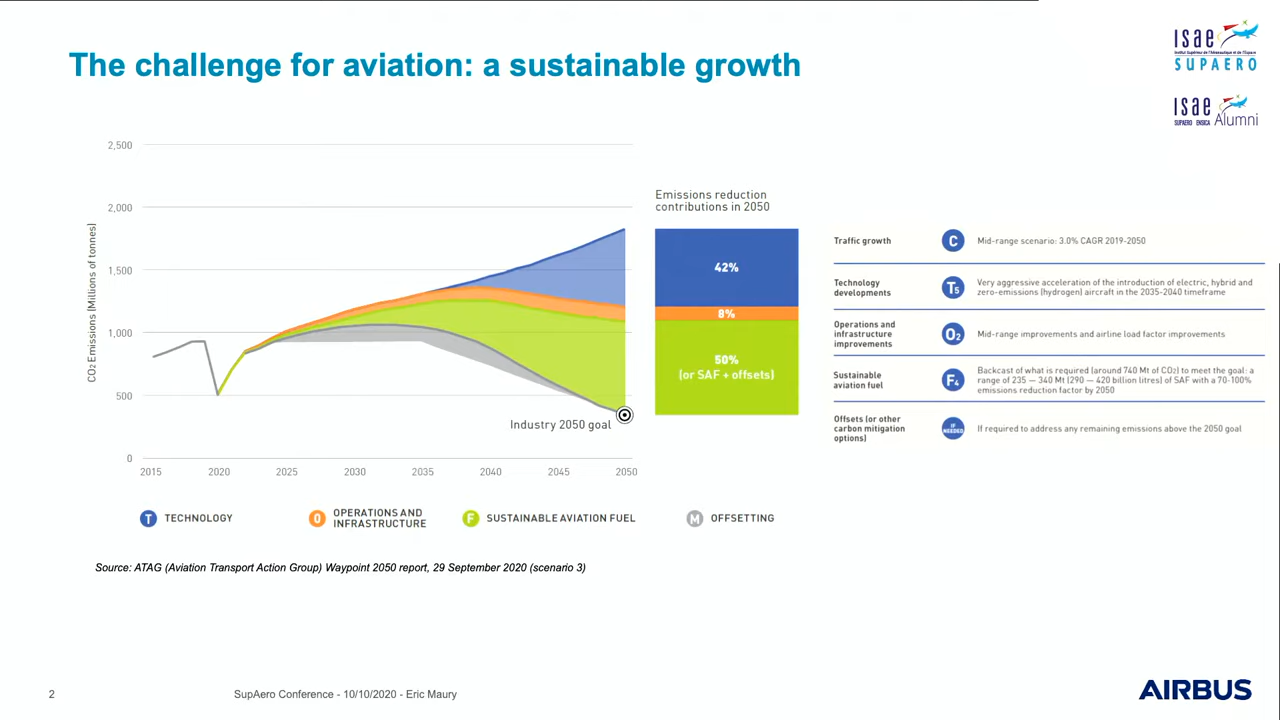 The challenge for aviation: a sustainable growth
isae
Institut Supérieur de l'Aéronautique et de l'Espace
SUPAERO
isae
SUPAERO ENSICA Alumni
2,500
2,000
1,500
1,000
500
0
CO2 Emissions (Millions of tonnes)
2015 2020 2025 2030 2035 2040 2045 2050
Industry 2050 goal
Emissions reduction
contributions in 2050
42%
8%
50%
(or SAF + offsets)
Traffic growth C Mid-range scenario: 3.0% CAGR 2019-2050
Technology
developments
T5
Very aggressive acceleration of the introduction of electric, hybrid and
zero-emissions (hydrogen) aircraft in the 2035-2040 timeframe
Operations and
infrastructure
improvements
O2
Mid-range improvements and airline load factor improvements
Sustainable
aviation fuel
F4
Backcast of what is required (around 740 Mt of CO2) to meet the goal: a
range of 235 — 340 Mt (290 — 420 billion litres) of SAF with a 70-100%
emissions reduction factor by 2050
Offsets (or other
carbon mitigation
options)
IF
NEEDED
If required to address any remaining emissions above the 2050 goal
T TECHNOLOGY
O OPERATIONS AND
INFRASTRUCTURE
F SUSTAINABLE AVIATION FUEL
M OFFSETTING
Source: ATAG (Aviation Transport Action Group) Waypoint 2050 report, 29 September 2020 (scenario 3)
2
SupAero Conference - 10/10/2020 - Eric Maury
AIRBUS